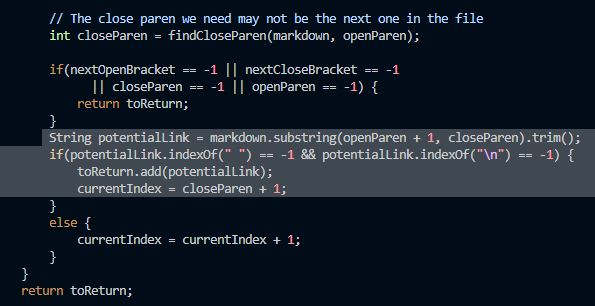 // The close paren we need may not be the next one in the file
int closeParen = findCloseParen(markdown, openParen);
if(nextOpenBracket == -1 || nextCloseBracket == -1
|| closeParen == -1 || openParen == -1) {
return toReturn;
}
String potentialLink = markdown.substring(openParen + 1, closeParen).trim();
if(potentialLink.indexOf(" ") == -1 && potentialLink.indexOf("\n") == -1) {
toReturn.add(potentialLink);
currentIndex = closeParen + 1;
}
else {
currentIndex = currentIndex + 1;
}
}
return toReturn;